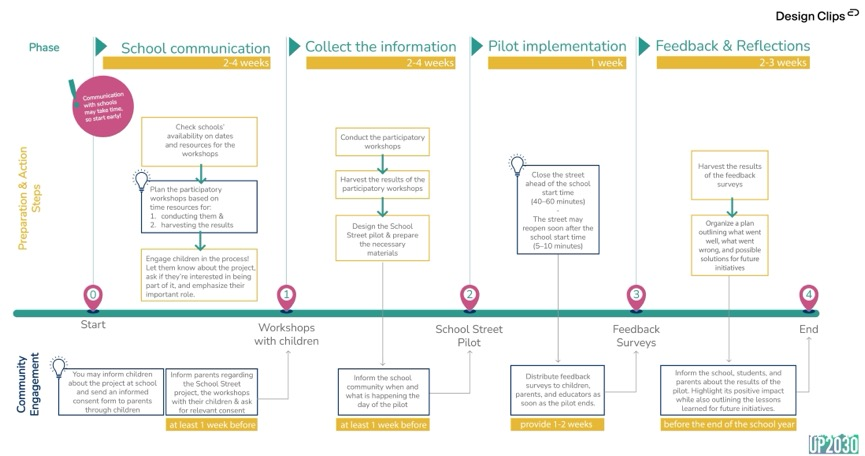 Design Clips
Phase
School communication
2-4 weeks
Collect the information
2-4 weeks
Pilot implementation
1 week
Feedback & Reflections
2-3 weeks
Communication
with schools
may take time,
so start early!
Preparation & Action
Steps
Check schools'
availability on dates
and resources for the
workshops
Plan the participatory
workshops based on
time resources for:
1. conducting them &
2. harvesting the results
Engage children in the process!
Let them know about the project,
ask if they're interested in being
part of it, and emphasize their
important role.
Conduct the participatory
workshops
Harvest the results of the
participatory workshops
Design the School
Street pilot & prepare
the necessary
materials
Close the street
ahead of the school
start time
(40-60 minutes)
-
The street may
reopen soon after the
school start time
(5-10 minutes)
Harvest the results
of the feedback
surveys
Organize a plan
outlining what went
well, what went
wrong, and possible
solutions for future
initiatives
0
1
2
3
4
Start
Workshops
with children
School Street
Pilot
Feedback
Surveys
End
Community
Engagement
You may inform children
about the project at school
and send an informed
consent form to parents
through children
Inform parents regarding
the School Street
project, the workshops
with their children & ask
for relevant consent
at least 1 week before
Inform the school
community when and
what is happening the
day of the pilot
at least 1 week before
Distribute feedback
surveys to children,
parents, and educators as
soon as the pilot ends.
provide 1-2 weeks
Inform the school, students, and
parents about the results of the
pilot. Highlight its positive impact
while also outlining the lessons
learned for future initiatives.
before the end of the school year
UP2030